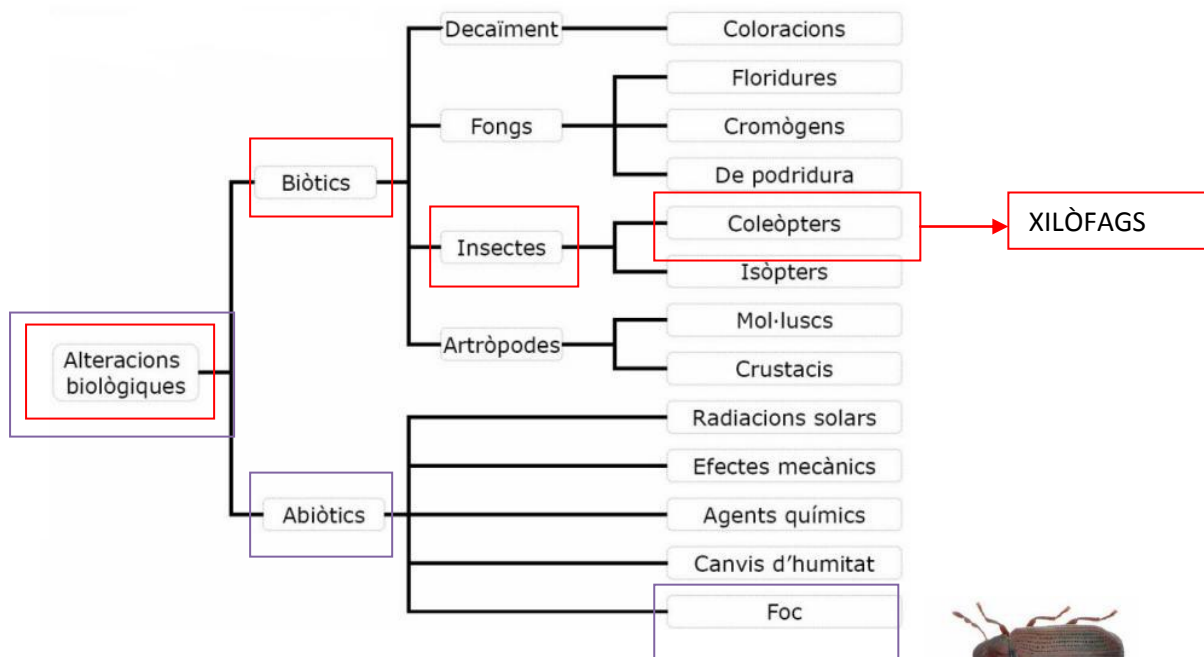 Decaïment
Coloracions
Floridures
Fongs
Cromògens
De podridura
Biòtics
Coleòpters
XILÒFAGS
Insectes
Isòpters
Mol·luscs
Artròpodes
Crustacis
Alteracions
biològiques
Radiacions solars
Efectes mecànics
Abiòtics
Agents químics
Canvis d’humitat
Foc